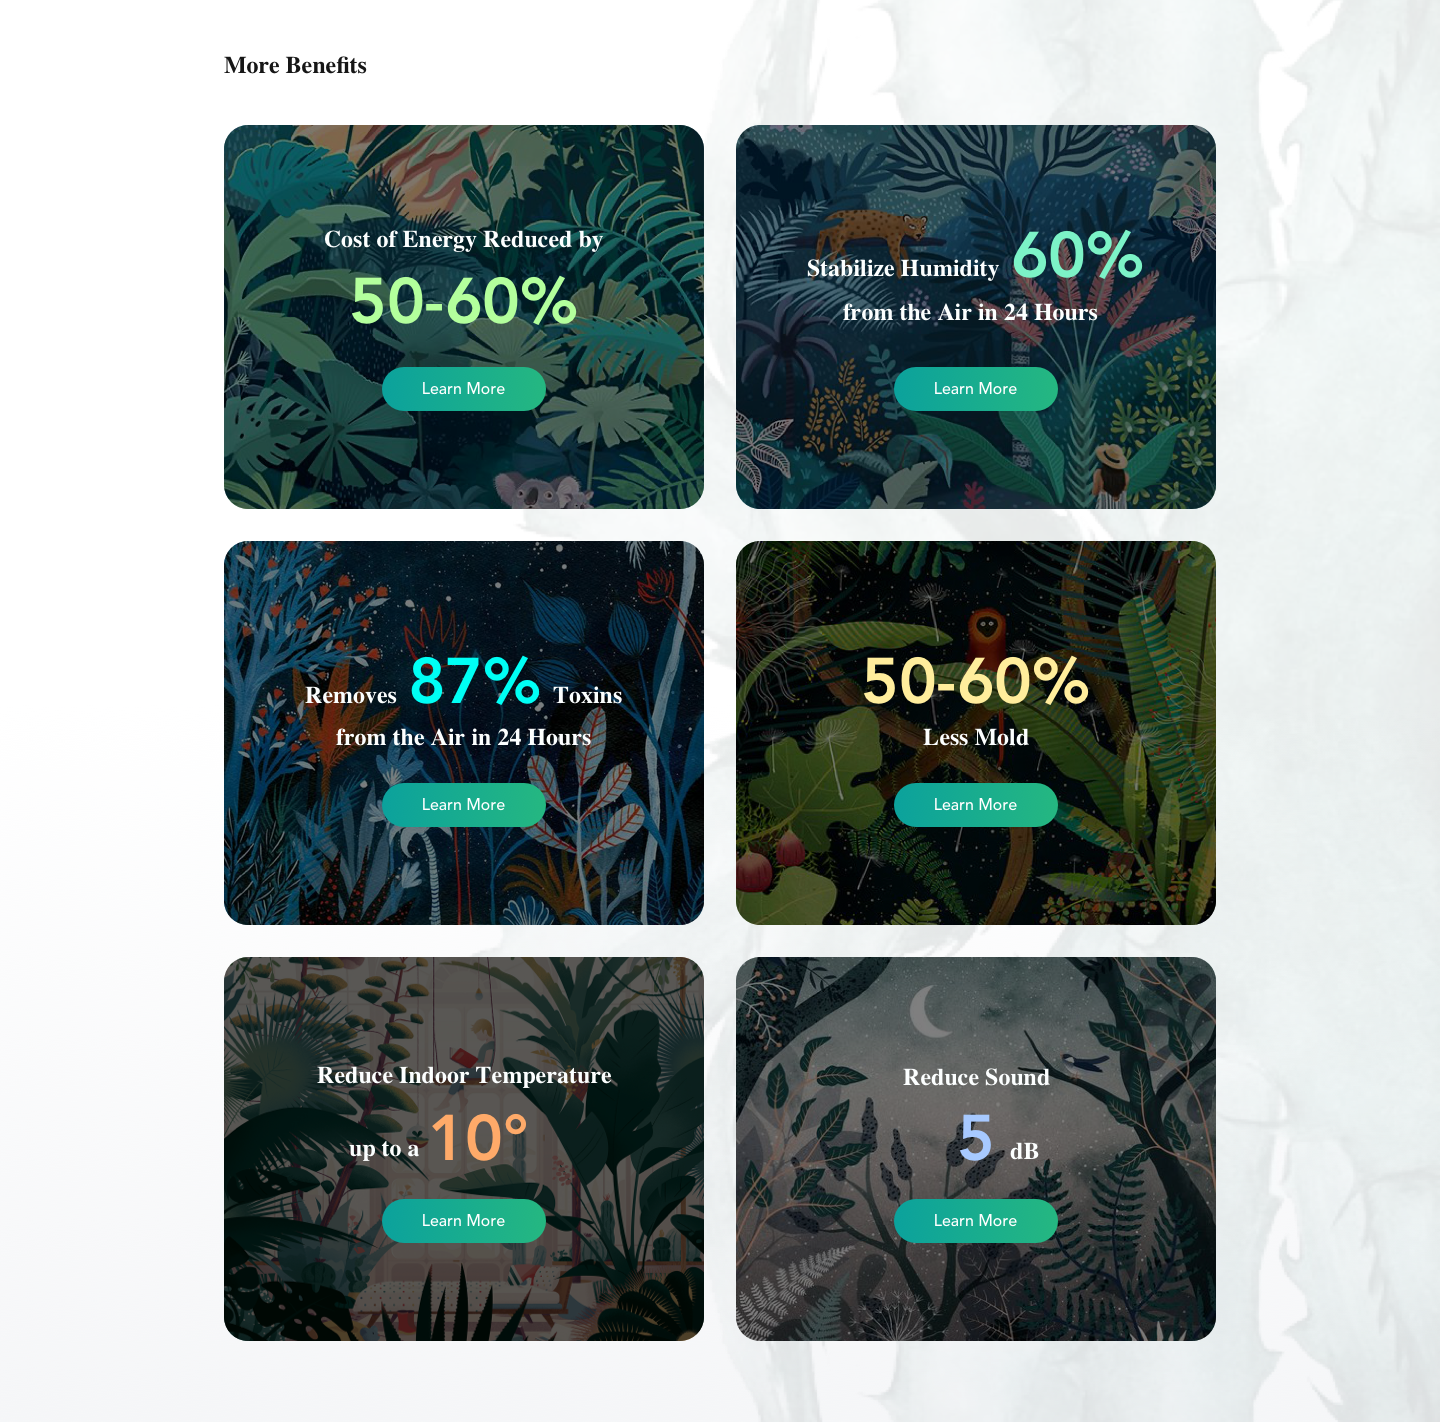 More Benefits
Cost of Energy Reduced by
50-60%
Learn More
Stabilize Humidity 60%
from the Air in 24 Hours
Learn More
Removes 87% Toxins
from the Air in 24 Hours
Learn More
50-60%
Less Mold
Learn More
Reduce Indoor Temperature
up to a 10°
Learn More
Reduce Sound
5 dB
Learn More